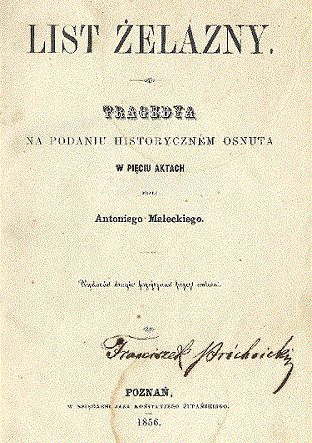 LIST ŻELAZNY.
TRAGEDYA
NA PODANIU HISTORYCZNEM OSNUTA
W PIĘCIU AKTACH
PRZEZ
Antoniego Małeckiego.
Franciszek
POZNAŃ,
W KSIĘGARNI JANA KONSTANTEGO ŻUPAŃSKIEGO.
1856.